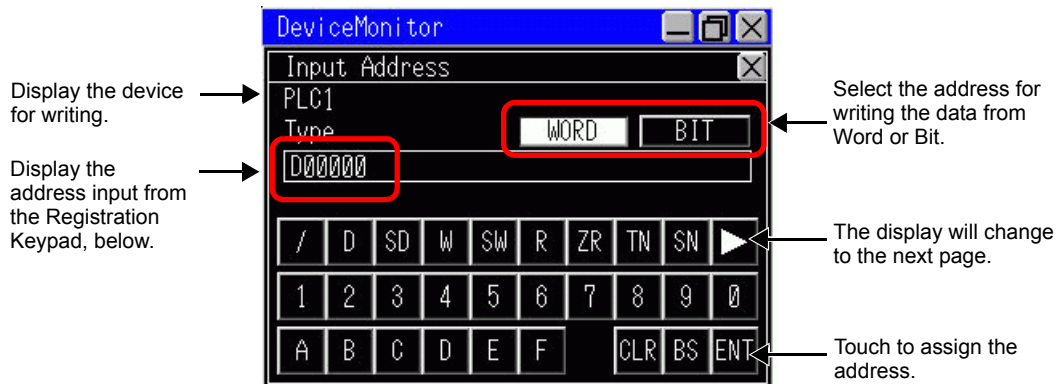 DeviceMonitor
Input Address
Display the device
for writing.
PLC1
Type
WORD
BIT
Select the address for
writing the data from
Word or Bit.
Display the
address input from
the Registration
Keypad, below.
D00000
/ D SD W SW R ZR TN SN
The display will change
to the next page.
1 2 3 4 5 6 7 8 9 0
A B C D E F CLR BS ENT
Touch to assign the
address.